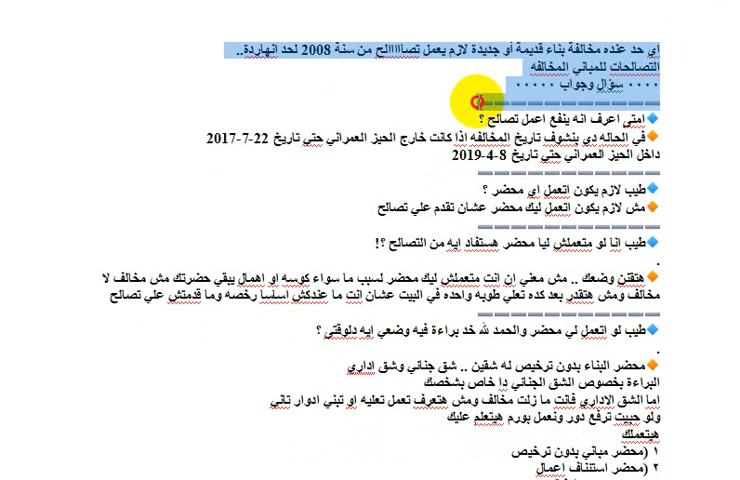 اي حد عنده مخالفة بناء قديمة أو جديدة لازم يعمل تصاااااالح من سنة 2008 لحد انهاردة..
التصالحات للمباني المخالفه
۰۰۰۰ سؤال وجواب ۰۰۰۰۰
امتي اعرف انه ينفع اعمل تصالح ؟
في الحاله دي بنشوف تاريخ المخالفه اذا كانت خارج الحيز العمراني حتي تاريخ 22-7-2017
داخل الحيز العمراني حتي تاريخ 8-4-2019
طيب لازم يكون اتعمل اي محضر ؟
مش لازم يكون اتعمل ليك محضر عشان تقدم علي تصالح
طيب انا لو متعملش ليا محضر هستفاد ايه من التصالح ؟!
.
هتقنن وضعك .. مش معني إن انت متعملش ليك محضر لسبب ما سواء كوسه او اهمال يبقي حضرتك مش مخالف لا
مخالف ومش هتقدر بعد كده تعلي طوبه واحده في البيت عشان انت ما عندكش اساسا رخصه وما قدمتش علي تصالح
طيب لو اتعمل لي محضر والحمد لله خد براءة فيه وضعي ايه دلوقتي ؟
.
محضر البناء بدون ترخيص له شقين .. شق جنائي وشق اداري
البراءة بخصوص الشق الجنائي دا خاص بشخصك
اما الشق الاداري فانت ما زلت مخالف ومش هتعرف تعمل تعليه او تبني ادوار تاني
ولو حبيت ترفع دور ونعمل بورم هيتعلم عليك
هيتعملك
١ (محضر مباني بدون ترخيص
٢ (محضر استئناف اعمال